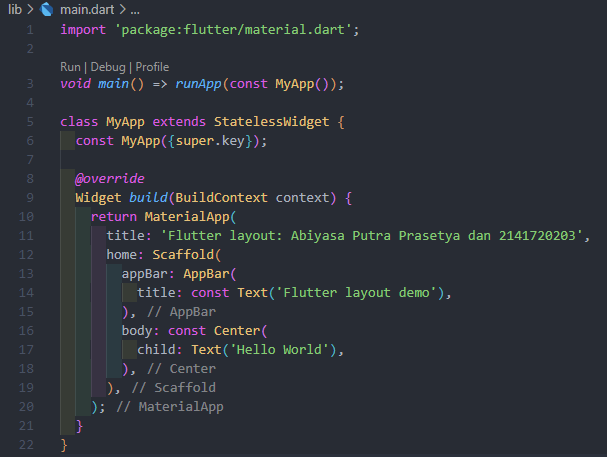 lib > main.dart > ...
1 import 'package:flutter/material.dart';
2
Run | Debug | Profile
3 void main() => runApp(const MyApp());
4
5 class MyApp extends StatelessWidget {
6   const MyApp({super.key});
7
8   @override
9   Widget build(BuildContext context) {
10     return MaterialApp(
11       title: 'Flutter layout: Abiyasa Putra Prasetya dan 2141720203',
12       home: Scaffold(
13         appBar: AppBar(
14           title: const Text('Flutter layout demo'),
15         ), // AppBar
16         body: const Center(
17           child: Text('Hello World'),
18         ), // Center
19       ), // Scaffold
20     ); // MaterialApp
21   }
22 }